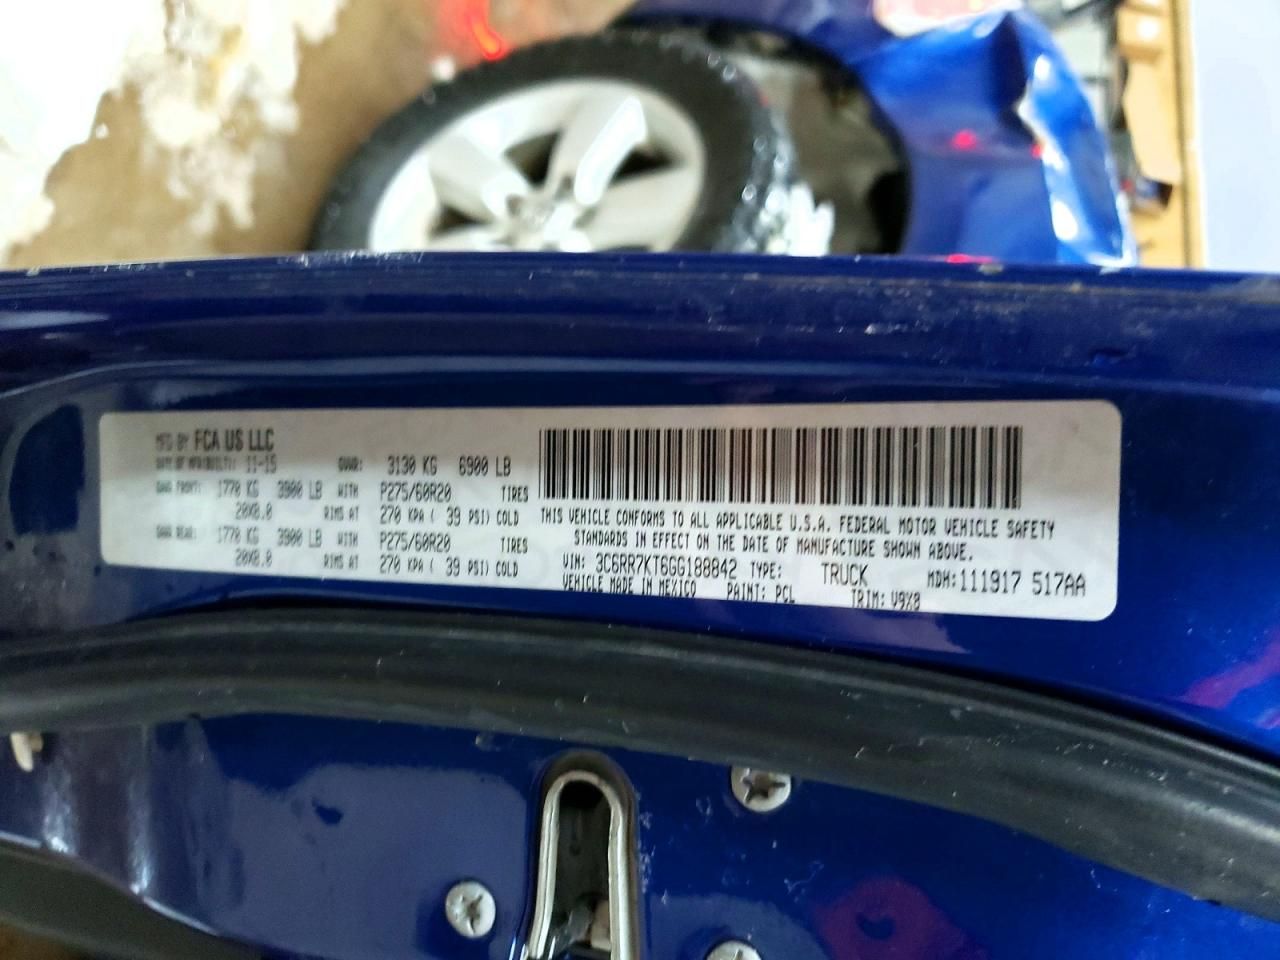 MFD BY FCA US LLC
DATE OF MFR(BUILT): 11-15 GVWR: 3130 KG 6900 LB
GAWR FRONT: 1770 KG 3900 LB WITH P275/60R20 TIRES
20X8.0 RIMS AT 270 KPA ( 39 PSI) COLD
GAWR REAR: 1770 KG 3900 LB WITH P275/60R20 TIRES
20X8.0 RIMS AT 270 KPA ( 39 PSI) COLD
THIS VEHICLE CONFORMS TO ALL APPLICABLE U.S.A. FEDERAL MOTOR VEHICLE SAFETY
STANDARDS IN EFFECT ON THE DATE OF MANUFACTURE SHOWN ABOVE.
VIN: 3C6RR7KT6GG188842 TYPE: TRUCK MDH:111917 517AA
VEHICLE MADE IN MEXICO PAINT: PCL TRIM: V9X8